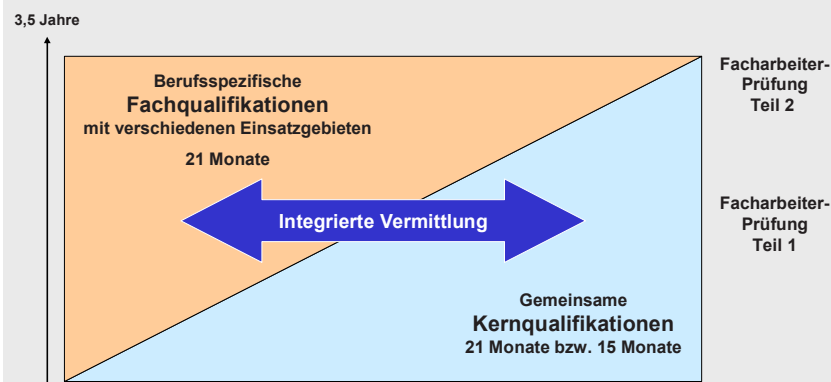 3,5 Jahre
Berufsspezifische
Fachqualifikationen
mit verschiedenen Einsatzgebieten
21 Monate
Facharbeiter-
Prüfung
Teil 2
Integrierte Vermittlung
Facharbeiter-
Prüfung
Teil 1
Gemeinsame
Kernqualifikationen
21 Monate bzw. 15 Monate